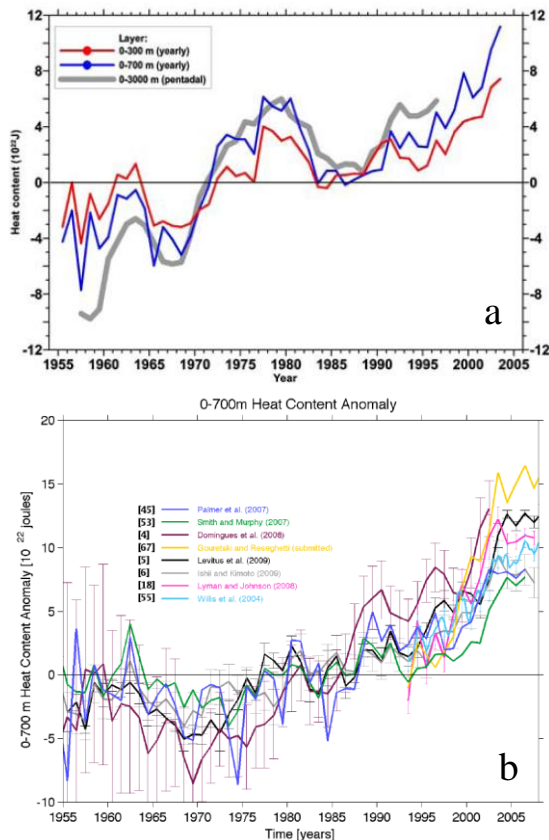 12
8
4
0
-4
-8
-12
Heat content (10²²J)
Layer:
0-300 m (yearly)
0-700 m (yearly)
0-3000 m (pentadal)
12
8
4
0
-4
-8
-12
a
1955 1960 1965 1970 1975 1980 1985 1990 1995 2000 2005
Year
0-700m Heat Content Anomaly
20
15
10
5
0
-5
-10
0-700 m Heat Content Anomaly [10 ²² joules]
[45] Palmer et al. (2007)
[53] Smith and Murphy (2007)
[4] Domingues et al. (2008)
[67] Gouretski and Reseghetti (submitted)
[5] Levitus et al. (2009)
[6] Ishii and Kimoto (2009)
[18] Lyman and Johnson (2008)
[55] Willis et al. (2004)
b
1955 1960 1965 1970 1975 1980 1985 1990 1995 2000 2005
Time [years]